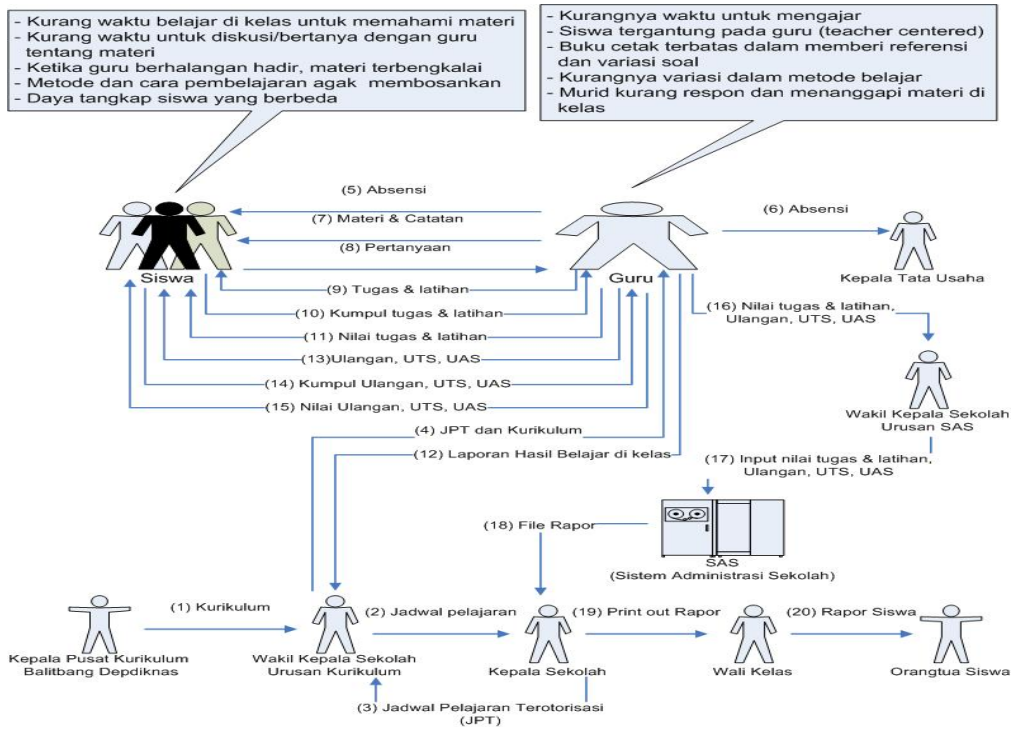 - Kurang waktu belajar di kelas untuk memahami materi
- Kurang waktu untuk diskusi/bertanya dengan guru
tentang materi
- Ketika guru berhalangan hadir, materi terbengkalai
- Metode dan cara pembelajaran agak membosankan
- Daya tangkap siswa yang berbeda
- Kurangnya waktu untuk mengajar
- Siswa tergantung pada guru (teacher centered)
- Buku cetak terbatas dalam memberi referensi
dan variasi soal
- Kurangnya variasi dalam metode belajar
- Murid kurang respon dan menanggapi materi di
kelas
(5) Absensi
(7) Materi & Catatan
(8) Pertanyaan
(6) Absensi
Siswa
Guru
Kepala Tata Usaha
(9) Tugas & latihan
(10) Kumpul tugas & latihan
(11) Nilai tugas & latihan
(13)Ulangan, UTS, UAS
(14) Kumpul Ulangan, UTS, UAS
(15) Nilai Ulangan, UTS, UAS
(4) JPT dan Kurikulum
(12) Laporan Hasil Belajar di kelas
(16) Nilai tugas & latihan,
Ulangan, UTS, UAS
Wakil Kepala Sekolah
Urusan SAS
(17) Input nilai tugas & latihan,
Ulangan, UTS, UAS
(18) File Rapor
SAS
(Sistem Administrasi Sekolah)
(1) Kurikulum
(2) Jadwal pelajaran
(19) Print out Rapor
(20) Rapor Siswa
Kepala Pusat Kurikulum
Balitbang Depdiknas
Wakil Kepala Sekolah
Urusan Kurikulum
Kepala Sekolah
Wali Kelas
Orangtua Siswa
(3) Jadwal Pelajaran Terotorisasi
(JPT)